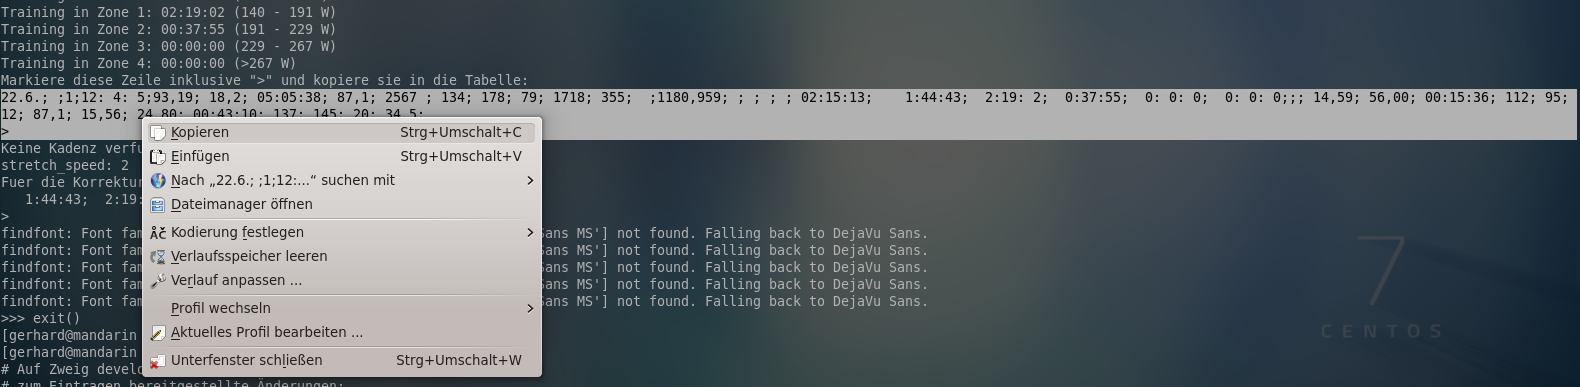 Training in Zone 1: 02:19:02 (140 - 191 W)
Training in Zone 2: 00:37:55 (191 - 229 W)
Training in Zone 3: 00:00:00 (229 - 267 W)
Training in Zone 4: 00:00:00 (>267 W)
Markiere diese Zeile inklusive ">" und kopiere sie in die Tabelle:
22.6.; ;1;12: 4: 5;93,19; 18,2; 05:05:38; 87,1; 2567 ; 134; 178; 79; 1718; 355;  ;1180,959; ; ; ; ; 02:15:13;    1:44:43;  2:19: 2;  0:37:55;  0: 0: 0;  0: 0: 0;;; 14,59; 56,00; 00:15:36; 112; 95;
12; 87,1; 15,56; 24,80; 00:43:10; 137; 145; 20; 34,5;
>
Kopieren Strg+Umschalt+C
Einfügen Strg+Umschalt+V
Nach „22.6.; ;1;12:...“ suchen mit
Dateimanager öffnen
Kodierung festlegen
Verlaufsspeicher leeren
Verlauf anpassen ...
Profil wechseln
Aktuelles Profil bearbeiten ...
Unterfenster schließen Strg+Umschalt+W
Keine Kadenz verfu
stretch_speed: 2
Fuer die Korrektur
1:44:43;  2:19:
>
findfont: Font fam Sans MS'] not found. Falling back to DejaVu Sans.
findfont: Font fam Sans MS'] not found. Falling back to DejaVu Sans.
findfont: Font fam Sans MS'] not found. Falling back to DejaVu Sans.
findfont: Font fam Sans MS'] not found. Falling back to DejaVu Sans.
findfont: Font fam Sans MS'] not found. Falling back to DejaVu Sans.
>>> exit()
[gerhard@mandarin
[gerhard@mandarin
# Auf Zweig develo
# zum Eintragen bereitgestellte Änderungen:
7
CENTOS